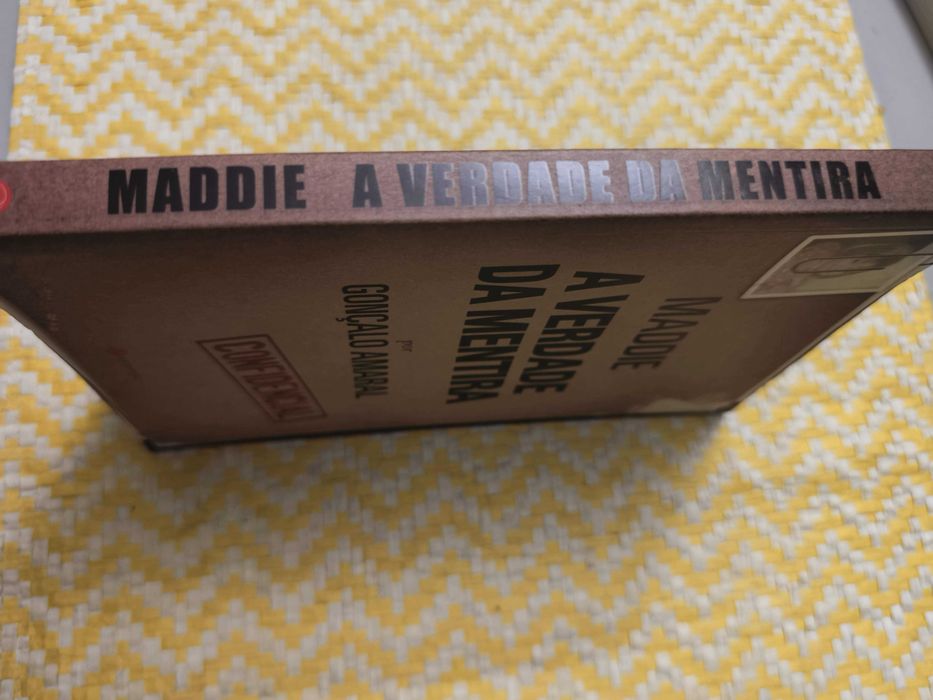 MADDIE A VERDADE DA MENTIRA
MADDIE
A VERDADE
DA MENTIRA
por
GONÇALO AMARAL
CONFIDENCIAL